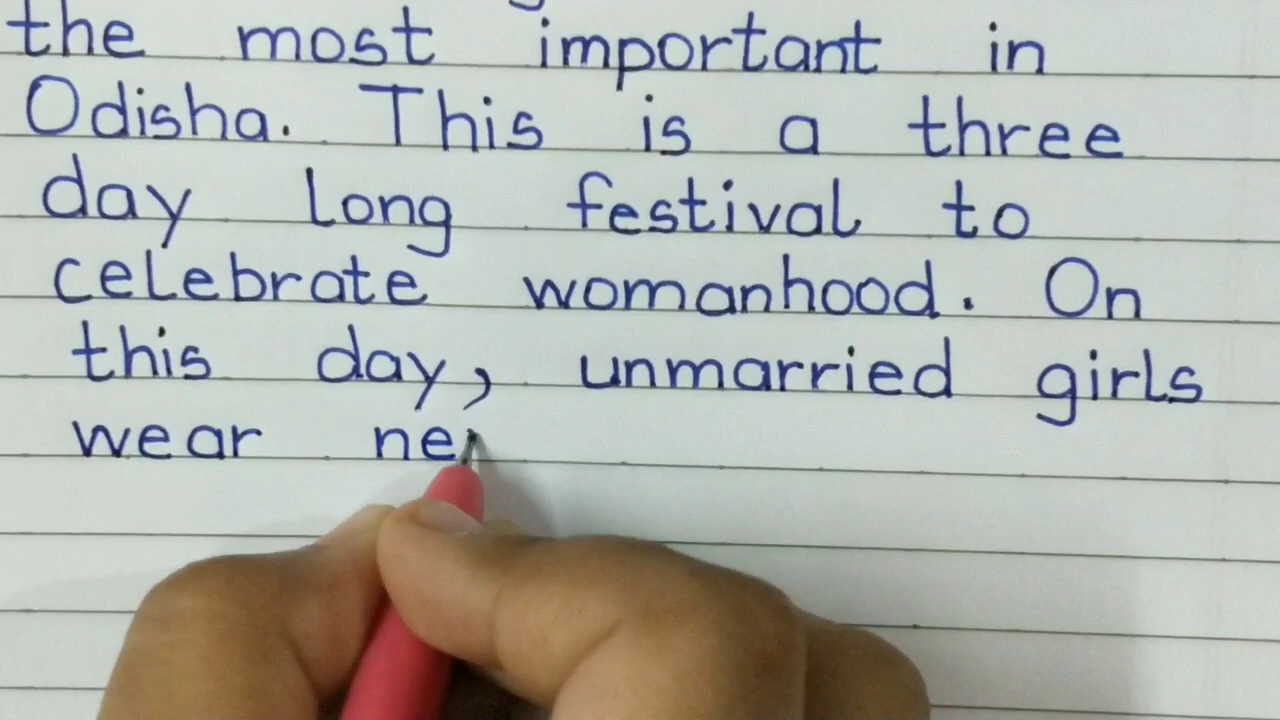 the most important in
Odisha. This is a three
day long festival to
celebrate womanhood. On
this day, unmarried girls
wear